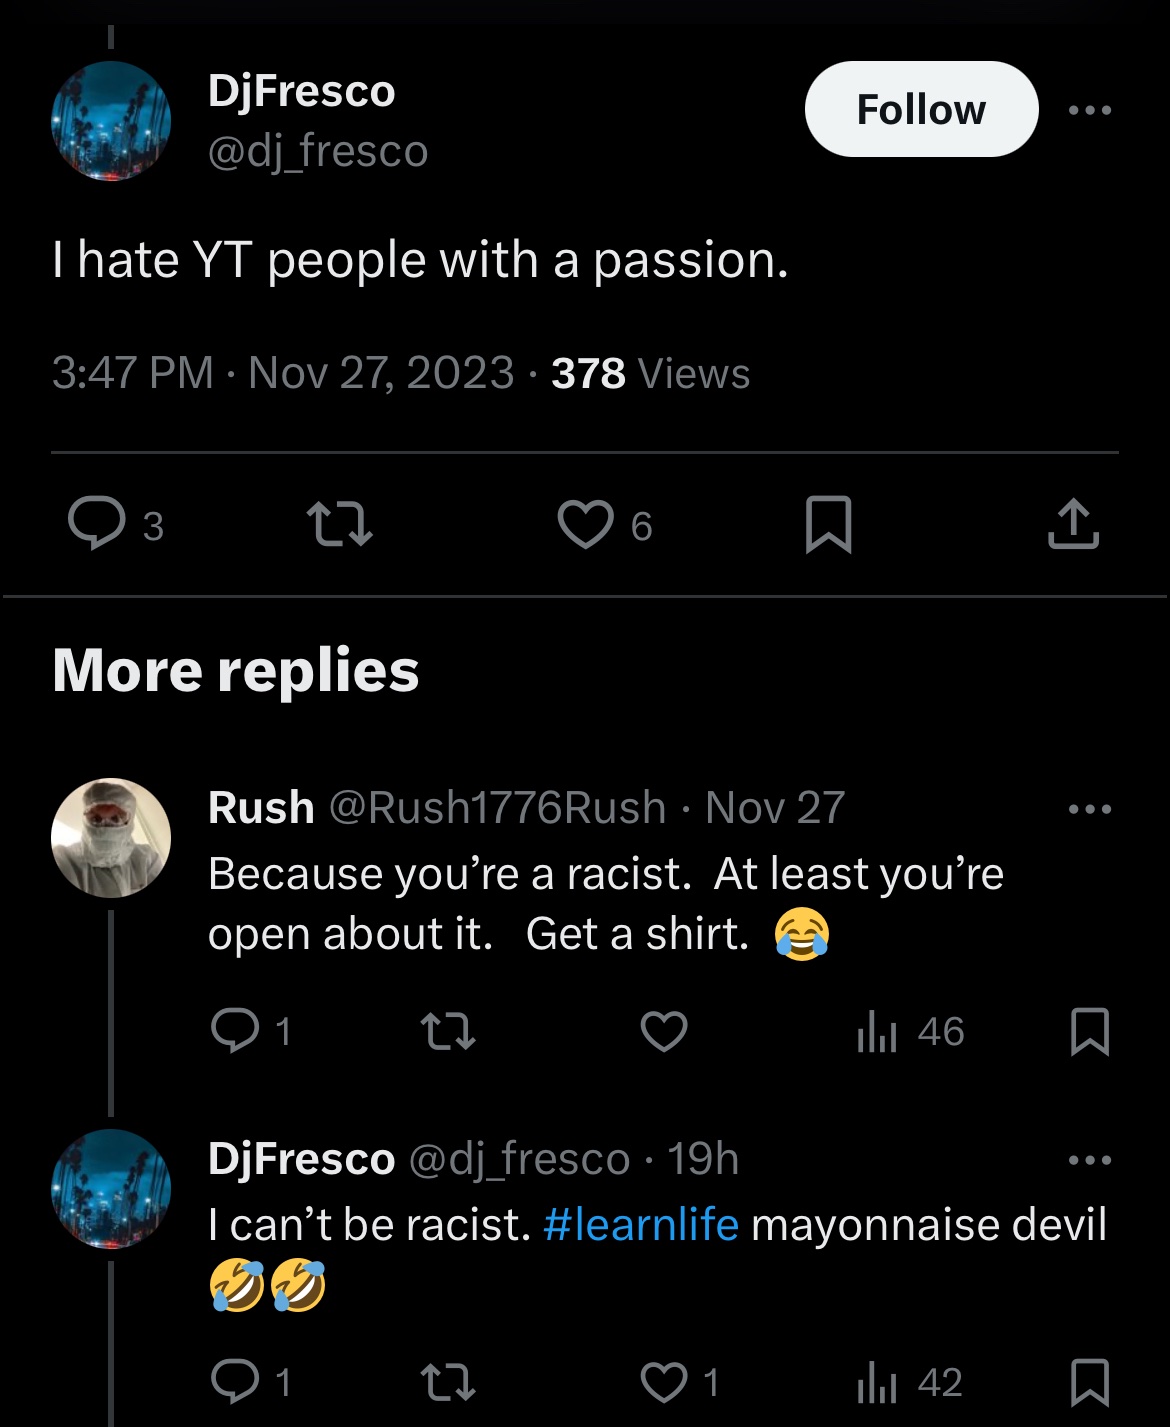 DjFresco
@dj_fresco
Follow
I hate YT people with a passion.
3:47 PM · Nov 27, 2023 · 378 Views
3 6
More replies
Rush @Rush1776Rush · Nov 27
Because you’re a racist.  At least you’re
open about it.   Get a shirt.  😂
1 46
DjFresco @dj_fresco · 19h
I can’t be racist. #learnlife mayonnaise devil
🤣🤣
1 1 42